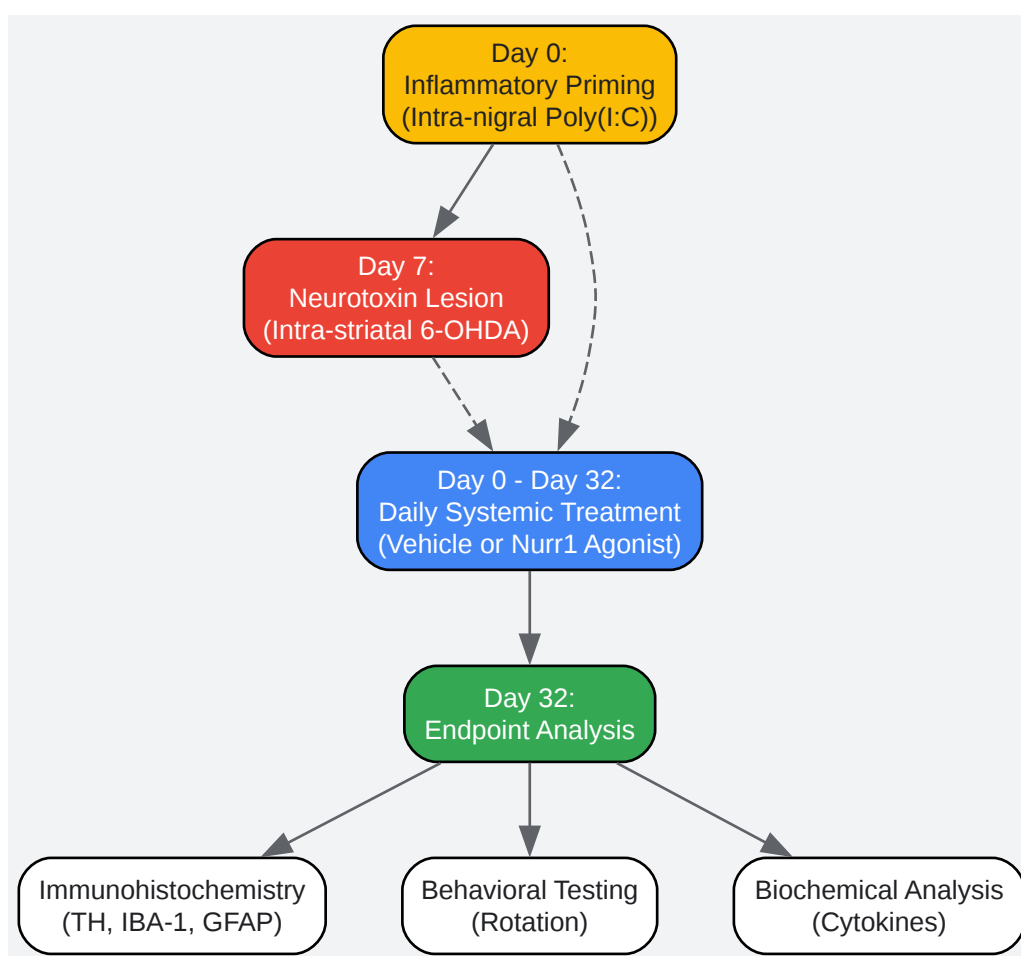 Day 0:
Inflammatory Priming
(Intra-nigral Poly(I:C))
Day 7:
Neurotoxin Lesion
(Intra-striatal 6-OHDA)
Day 0 - Day 32:
Daily Systemic Treatment
(Vehicle or Nurr1 Agonist)
Day 32:
Endpoint Analysis
Immunohistochemistry
(TH, IBA-1, GFAP)
Behavioral Testing
(Rotation)
Biochemical Analysis
(Cytokines)